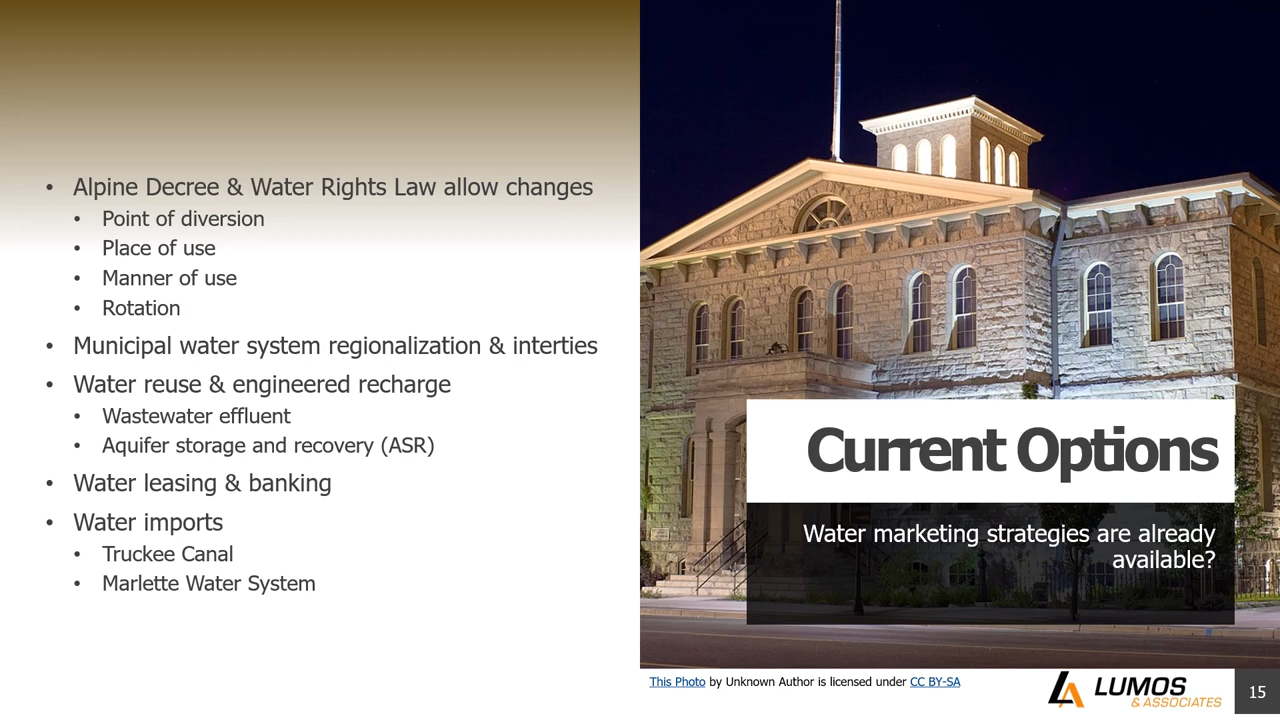 Alpine Decree & Water Rights Law allow changes
Point of diversion
Place of use
Manner of use
Rotation
Municipal water system regionalization & interties
Water reuse & engineered recharge
Wastewater effluent
Aquifer storage and recovery (ASR)
Water leasing & banking
Water imports
Truckee Canal
Marlette Water System
Current Options
Water marketing strategies are already
available?
This Photo by Unknown Author is licensed under CC BY-SA
LUMOS
& ASSOCIATES
15